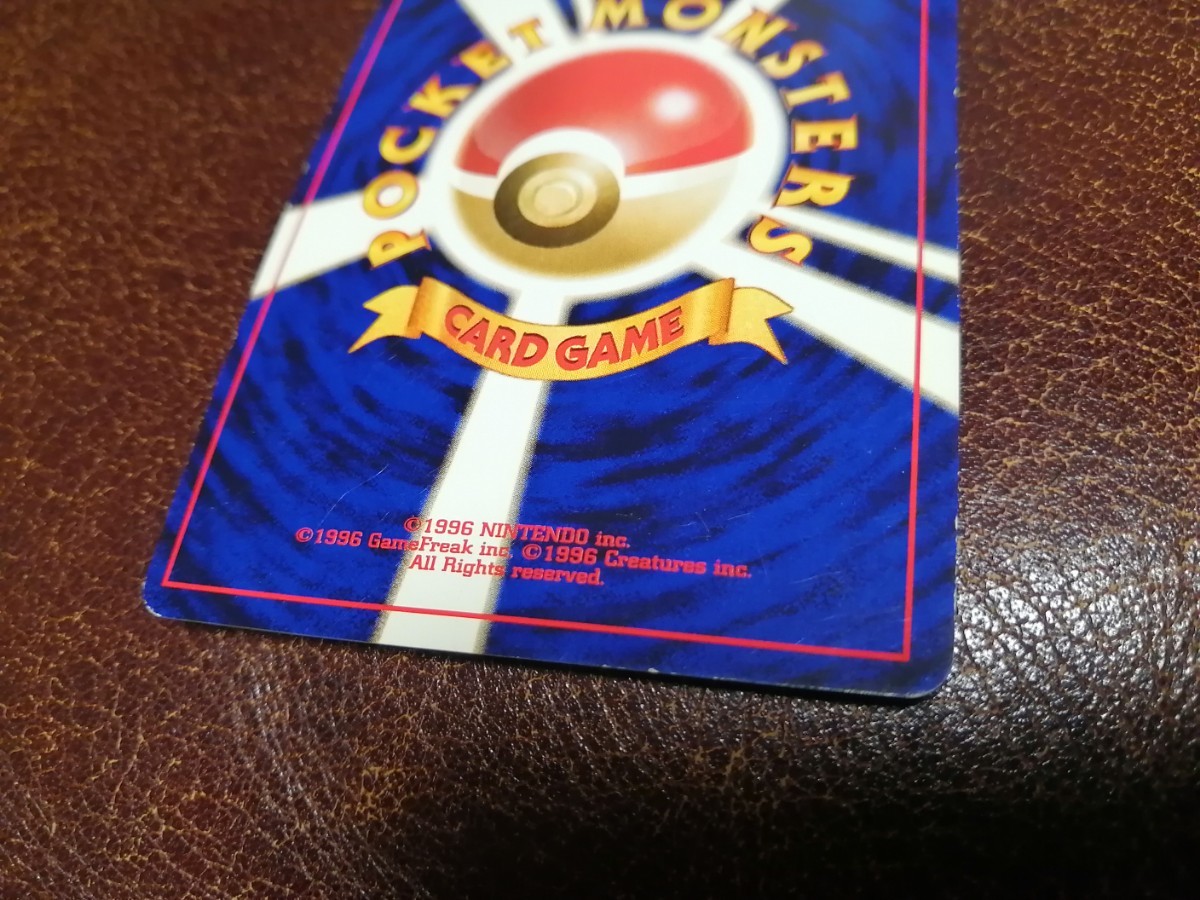 POCKET MONSTERS
CARD GAME
©1996 NINTENDO inc.
©1996 GameFreak inc. ©1996 Creatures inc.
All Rights reserved.